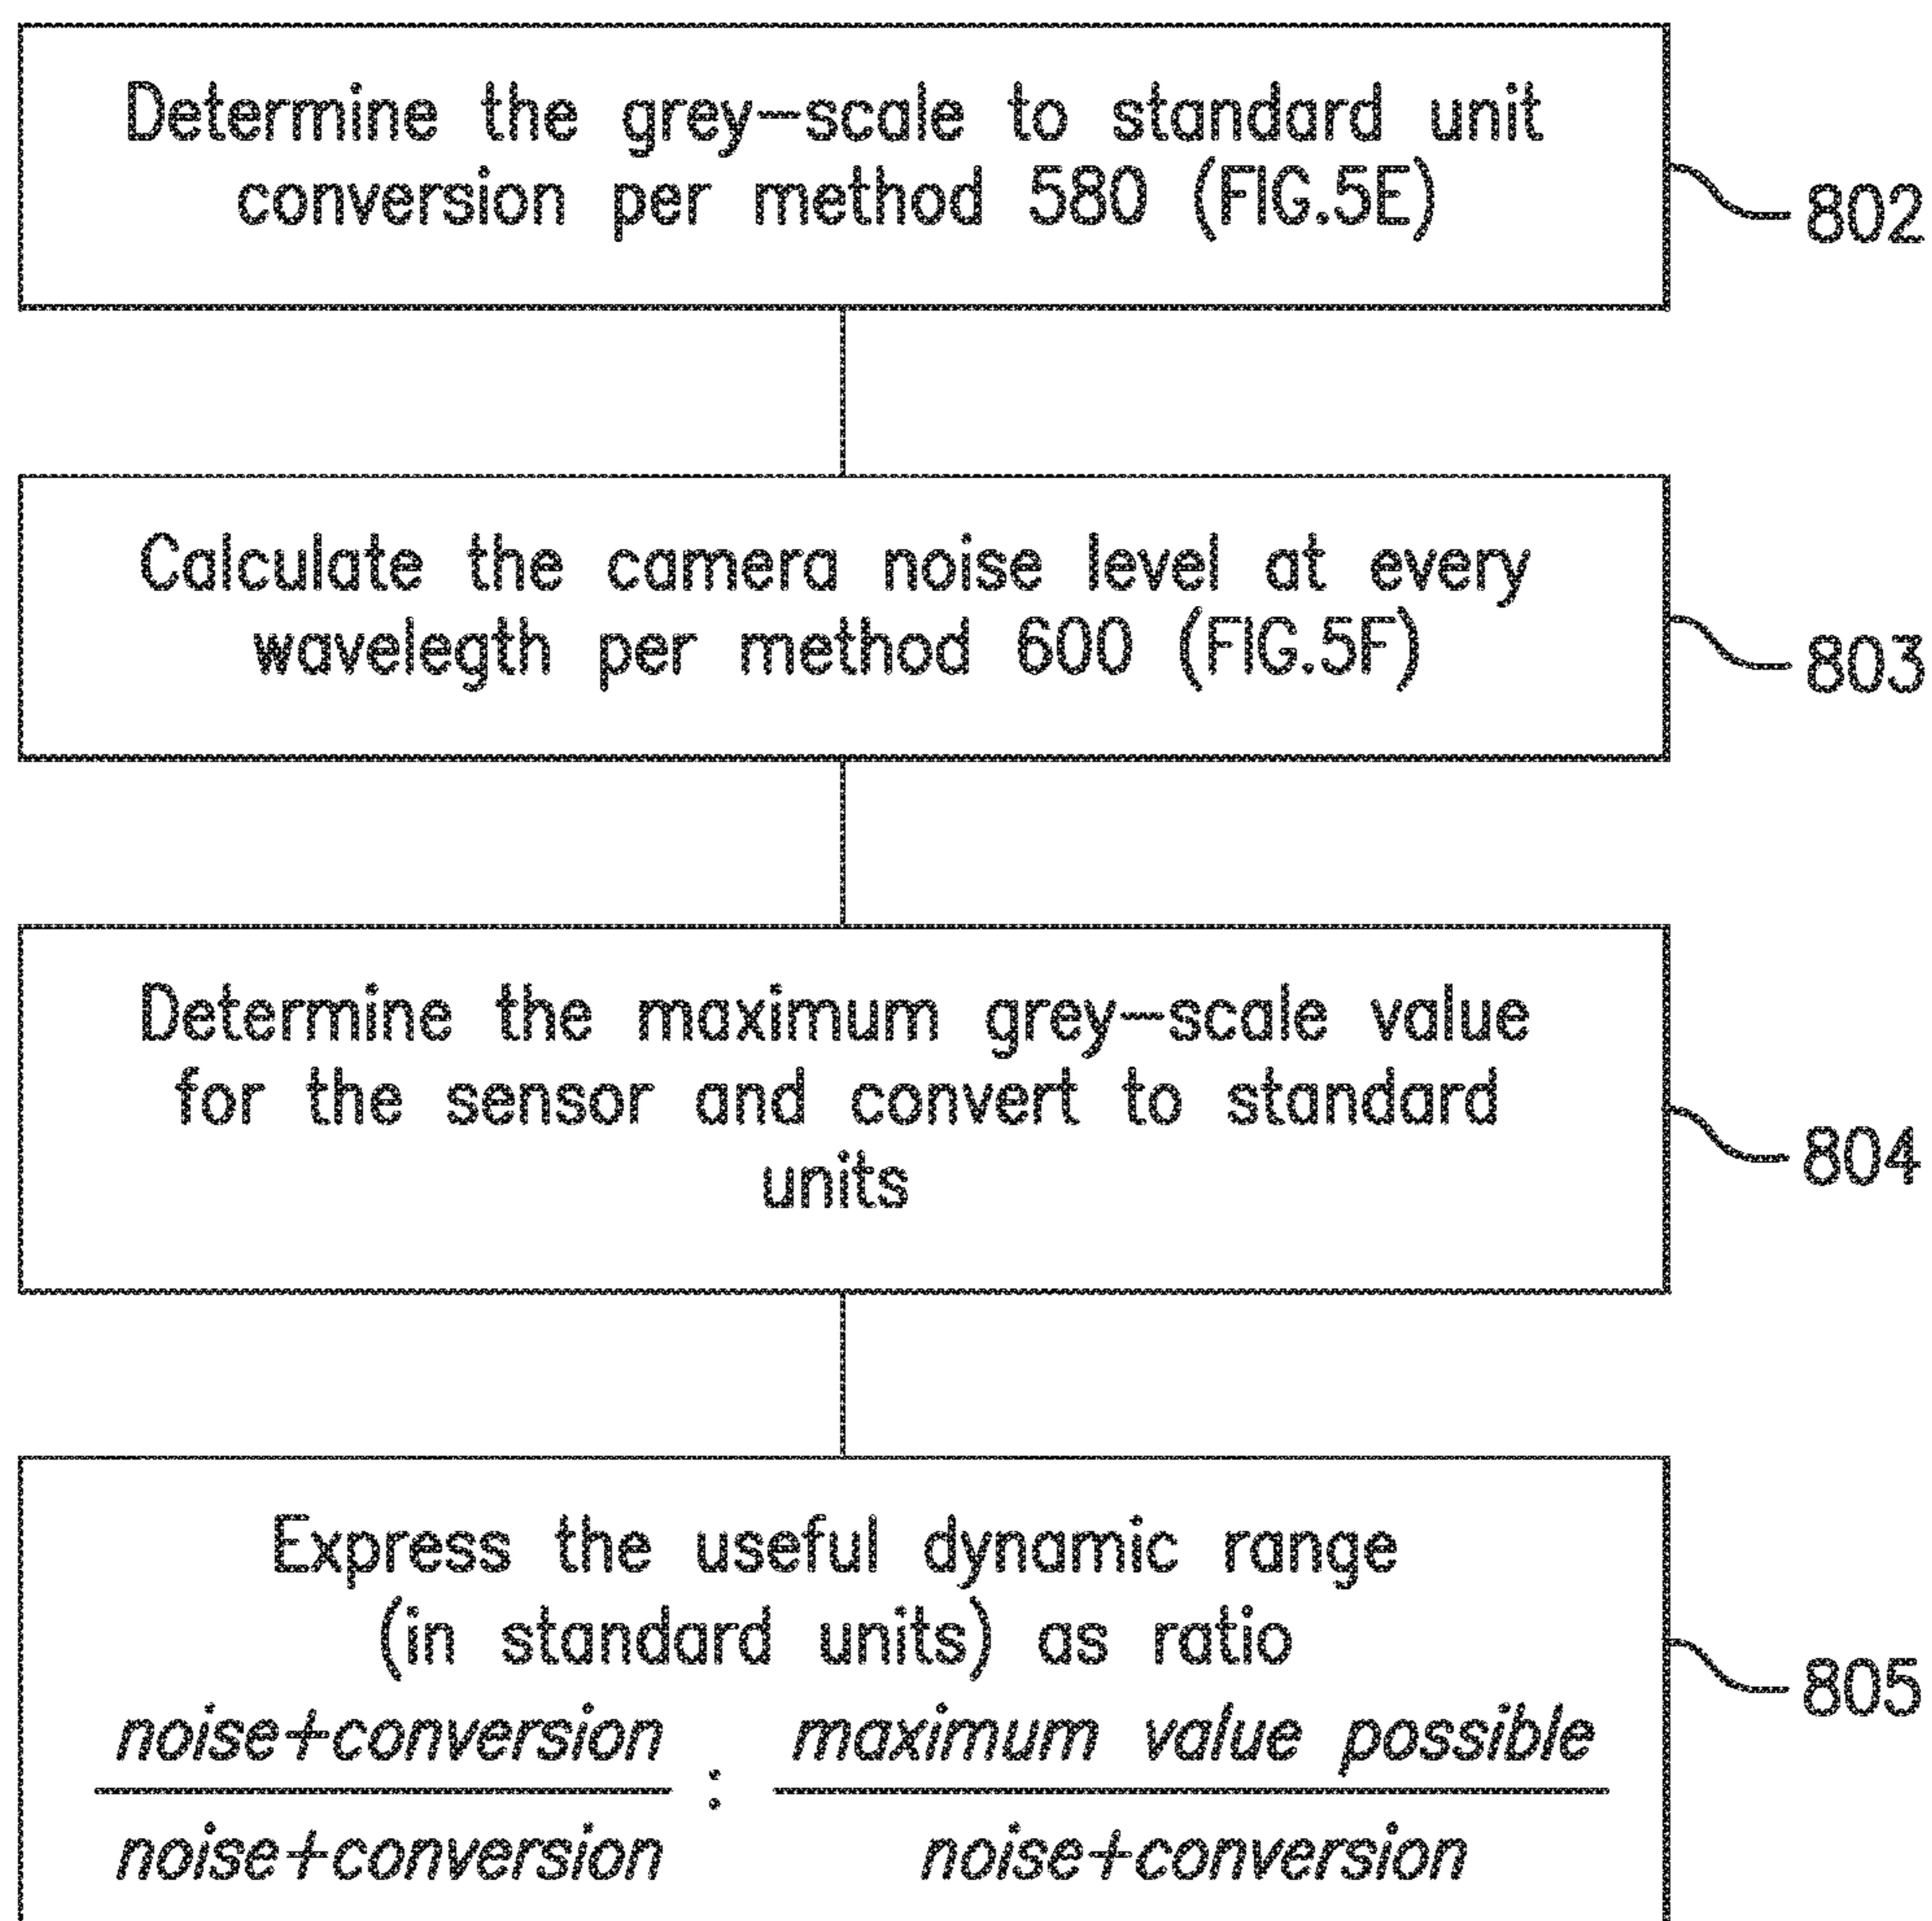 Determine the grey-scale to standard unit
conversion per method 580 (FIG.5E)
802
Calculate the camera noise level at every
wavelegth per method 600 (FIG.5F)
803
Determine the maximum grey-scale value
for the sensor and convert to standard
units
804
Express the useful dynamic range
(in standard units) as ratio
noise+conversion : maximum value possible
noise+conversion noise+conversion
805